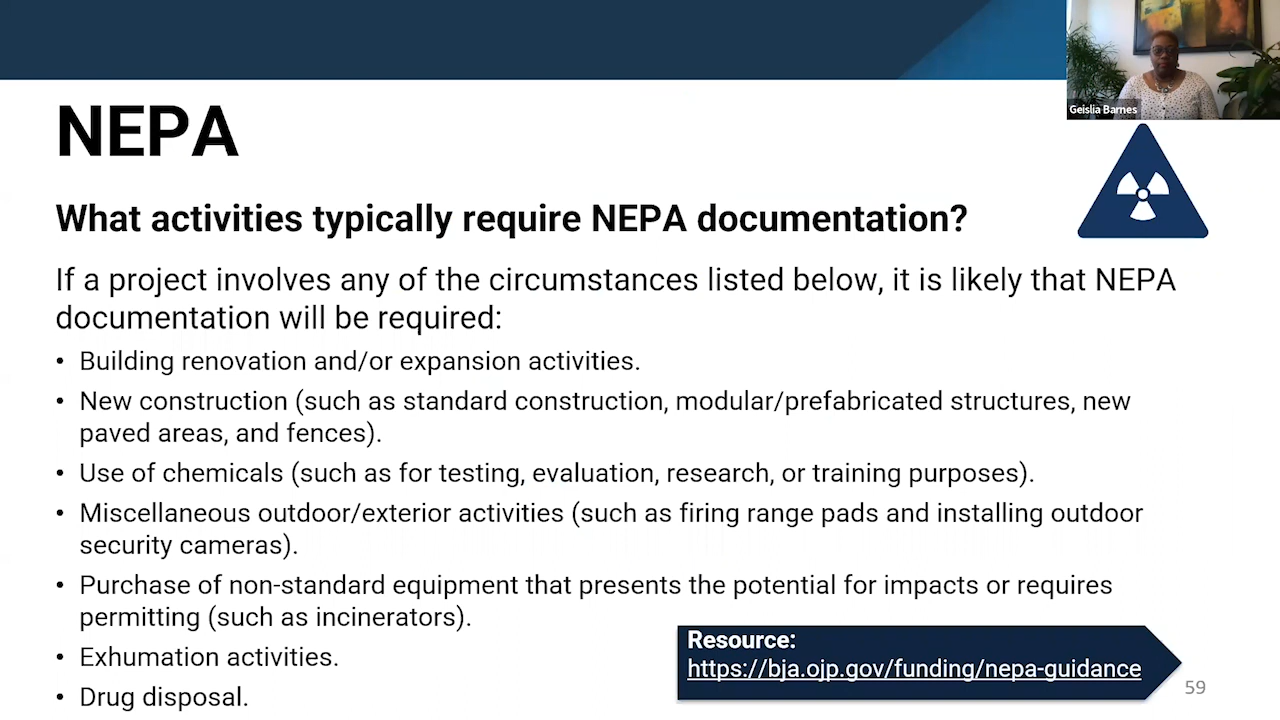 Geislia Barnes
NEPA
What activities typically require NEPA documentation?
If a project involves any of the circumstances listed below, it is likely that NEPA
documentation will be required:
• Building renovation and/or expansion activities.
• New construction (such as standard construction, modular/prefabricated structures, new
paved areas, and fences).
• Use of chemicals (such as for testing, evaluation, research, or training purposes).
• Miscellaneous outdoor/exterior activities (such as firing range pads and installing outdoor
security cameras).
• Purchase of non-standard equipment that presents the potential for impacts or requires
permitting (such as incinerators).
• Exhumation activities.
• Drug disposal.
Resource:
https://bja.ojp.gov/funding/nepa-guidance
59